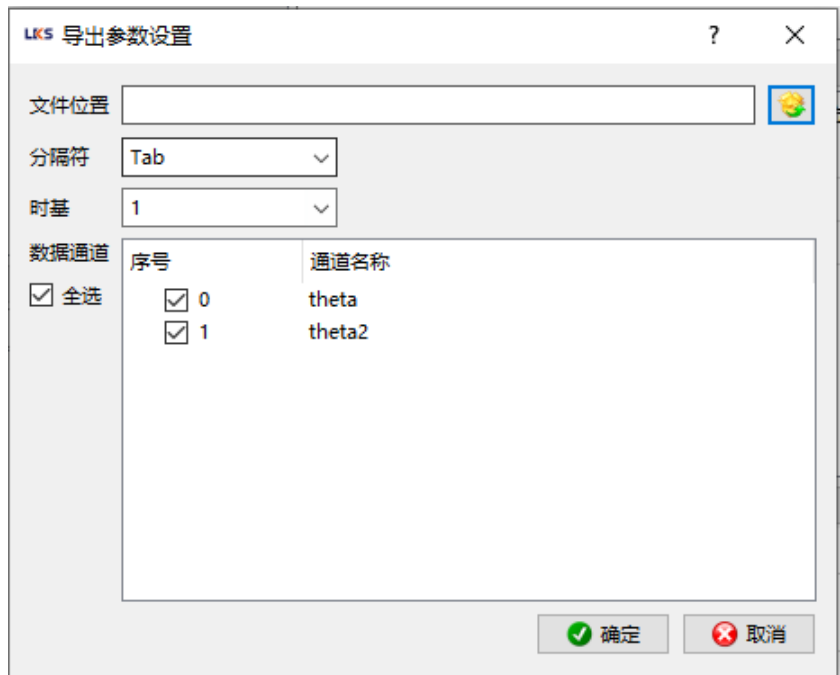 LKS 导出参数设置 ?
文件位置
分隔符 Tab
时基 1
数据通道 序号 通道名称
全选
0 theta
1 theta2
确定 取消